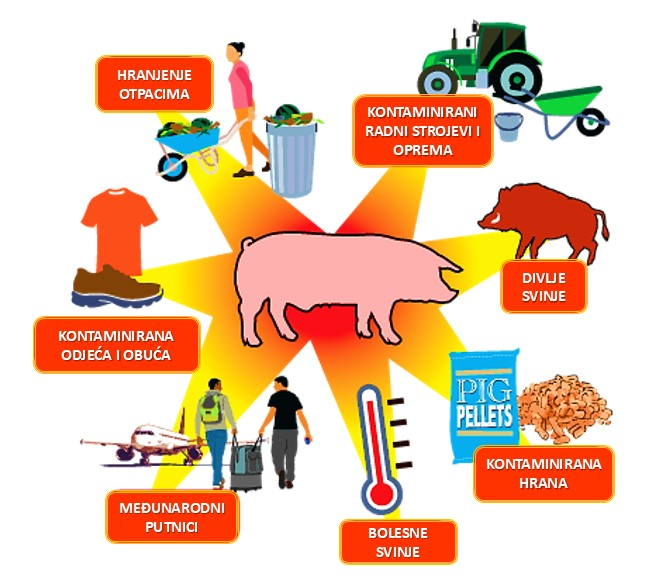 HRANJENJE
OTPACIMA
KONTAMINIRANI
RADNI STROJEVI I
OPREMA
DIVLJE
SVINJE
KONTAMINIRANA
ODJEĆA I OBUĆA
PIG
PELLETS
KONTAMINIRANA
HRANA
MEĐUNARODNI
PUTNICI
BOLESNE
SVINJE